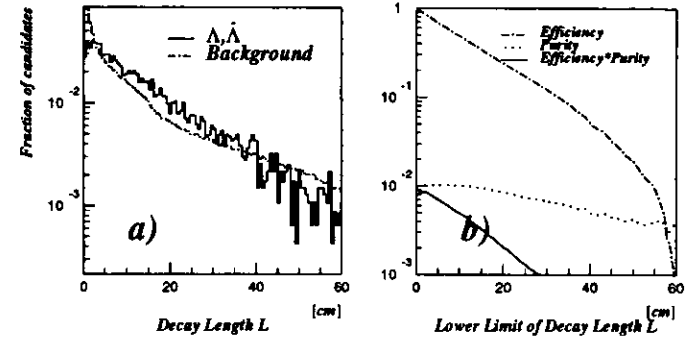 Fraction of candidates
Λ,Λ̇
Background
10⁻²
10⁻³
a)
0 20 40 60
[cm]
Decay Length L
Efficiency
Purity
Efficiency*Purity
1
10⁻¹
10⁻²
10⁻³
b)
0 20 40 60
[cm]
Lower Limit of Decay Length L